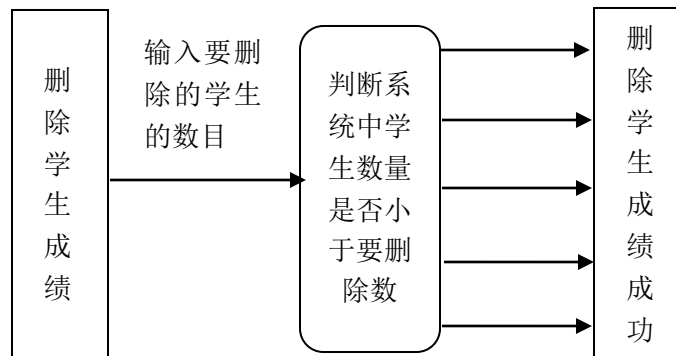 删除学生成绩
输入要删
除的学生
的数目
判断系
统中学
生数量
是否小
于要删
除数
删除学生成绩成功